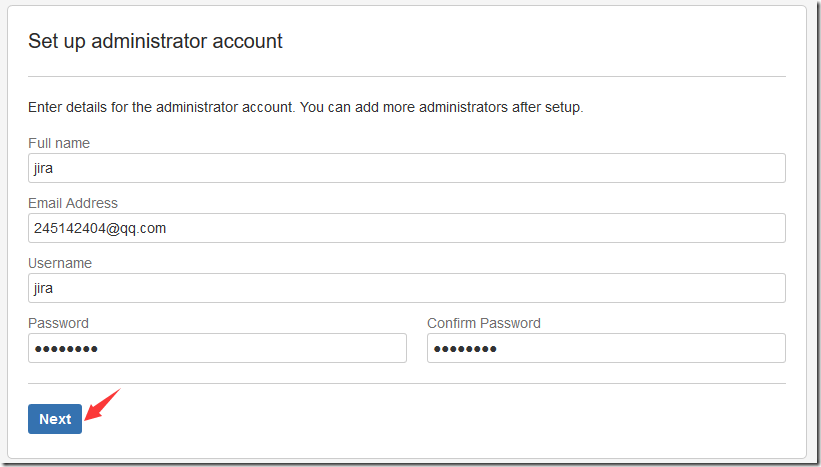 Set up administrator account
Enter details for the administrator account. You can add more administrators after setup.
Full name
jira
Email Address
245142404@qq.com
Username
jira
Password
Confirm Password
●●●●●●●●
●●●●●●●●
Next